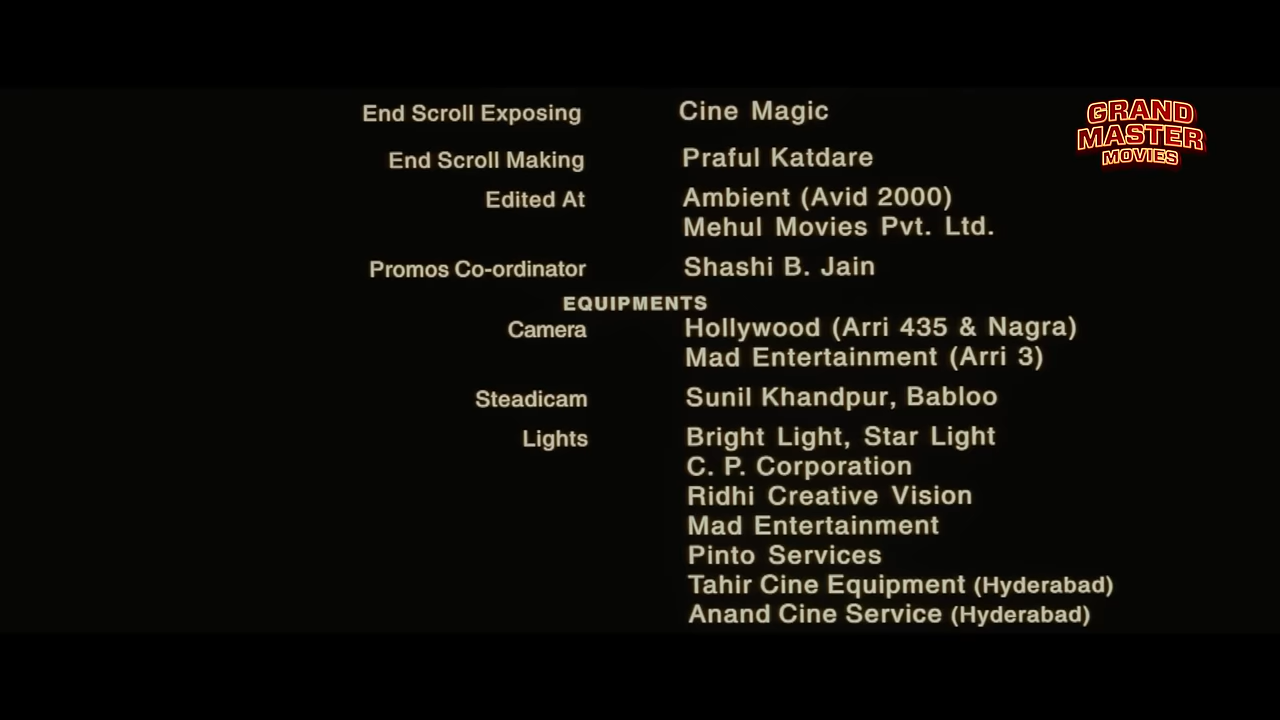 End Scroll Exposing Cine Magic
GRAND
MASTER
MOVIES
End Scroll Making Praful Katdare
Edited At Ambient (Avid 2000)
Mehul Movies Pvt. Ltd.
Promos Co-ordinator Shashi B. Jain
EQUIPMENTS
Camera Hollywood (Arri 435 & Nagra)
Mad Entertainment (Arri 3)
Steadicam Sunil Khandpur, Babloo
Lights Bright Light, Star Light
C. P. Corporation
Ridhi Creative Vision
Mad Entertainment
Pinto Services
Tahir Cine Equipment (Hyderabad)
Anand Cine Service (Hyderabad)